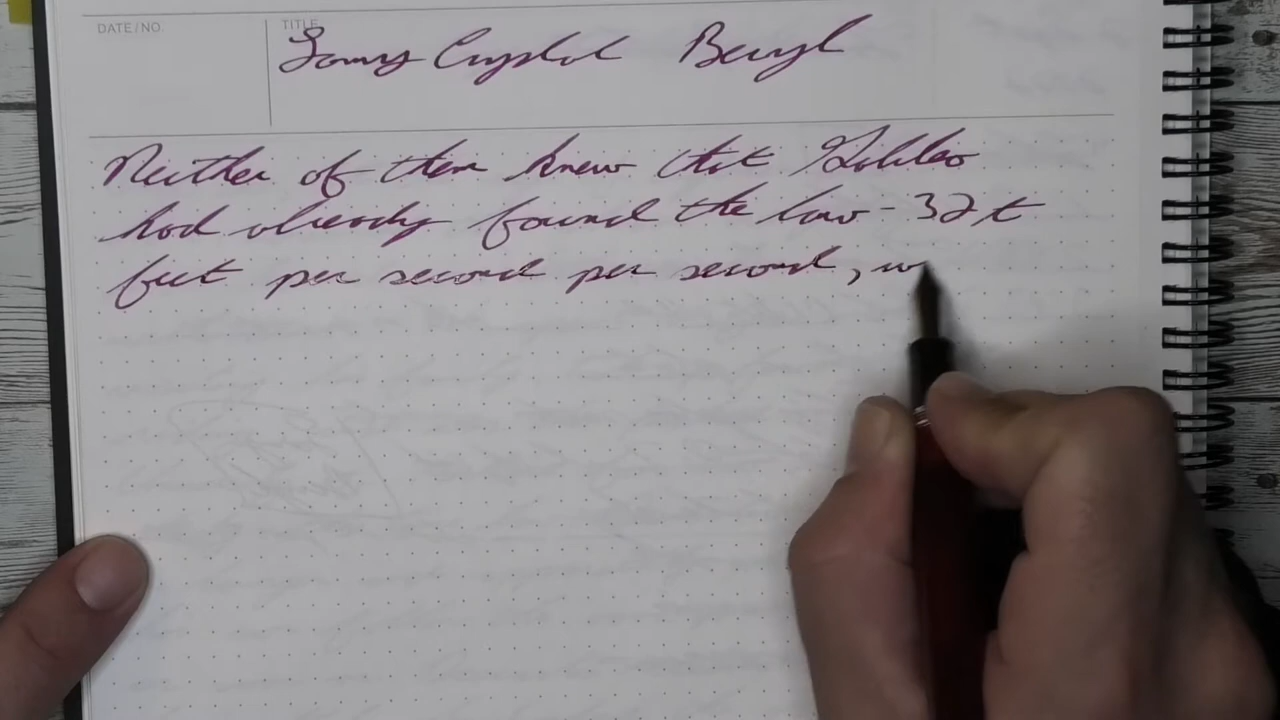 DATE/NO.
TITLE
Lamy Crystal Beryl
Neither of them knew that Galileo
had already found the law - 32t
feet per second per second, w